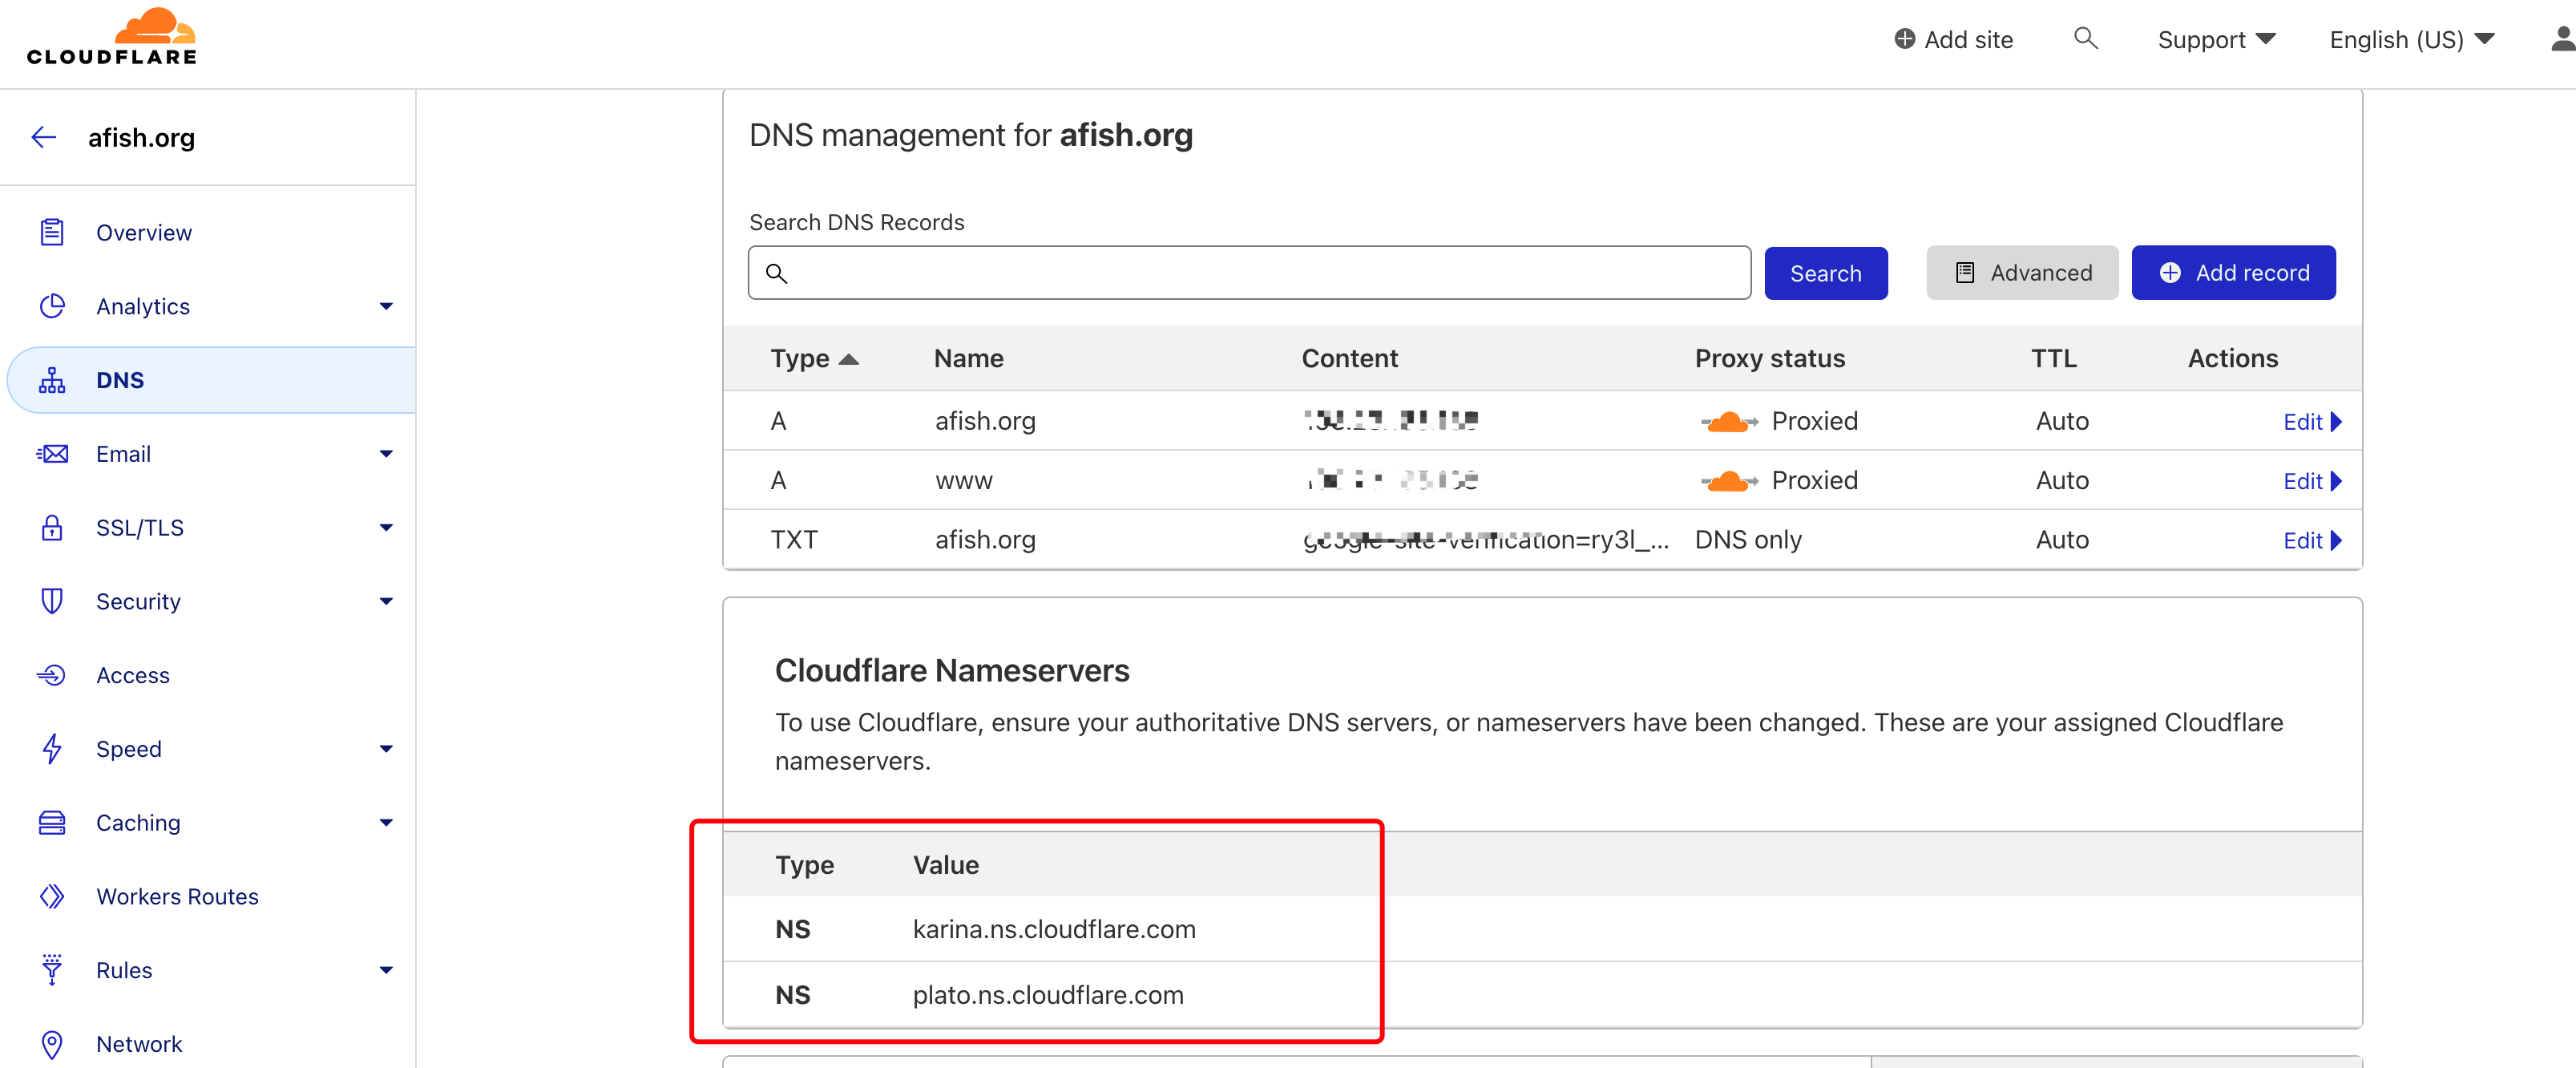 CLOUDFLARE
Add site
Support
English (US)
afish.org
Overview
Analytics
DNS
Email
SSL/TLS
Security
Access
Speed
Caching
Workers Routes
Rules
Network
DNS management for afish.org
Search DNS Records
Search
Advanced
Add record
Type Name Content Proxy status TTL Actions
A afish.org Proxied Auto Edit
A www Proxied Auto Edit
TXT afish.org google-site-verification=ry3l_... DNS only Auto Edit
Cloudflare Nameservers
To use Cloudflare, ensure your authoritative DNS servers, or nameservers have been changed. These are your assigned Cloudflare
nameservers.
Type Value
NS karina.ns.cloudflare.com
NS plato.ns.cloudflare.com